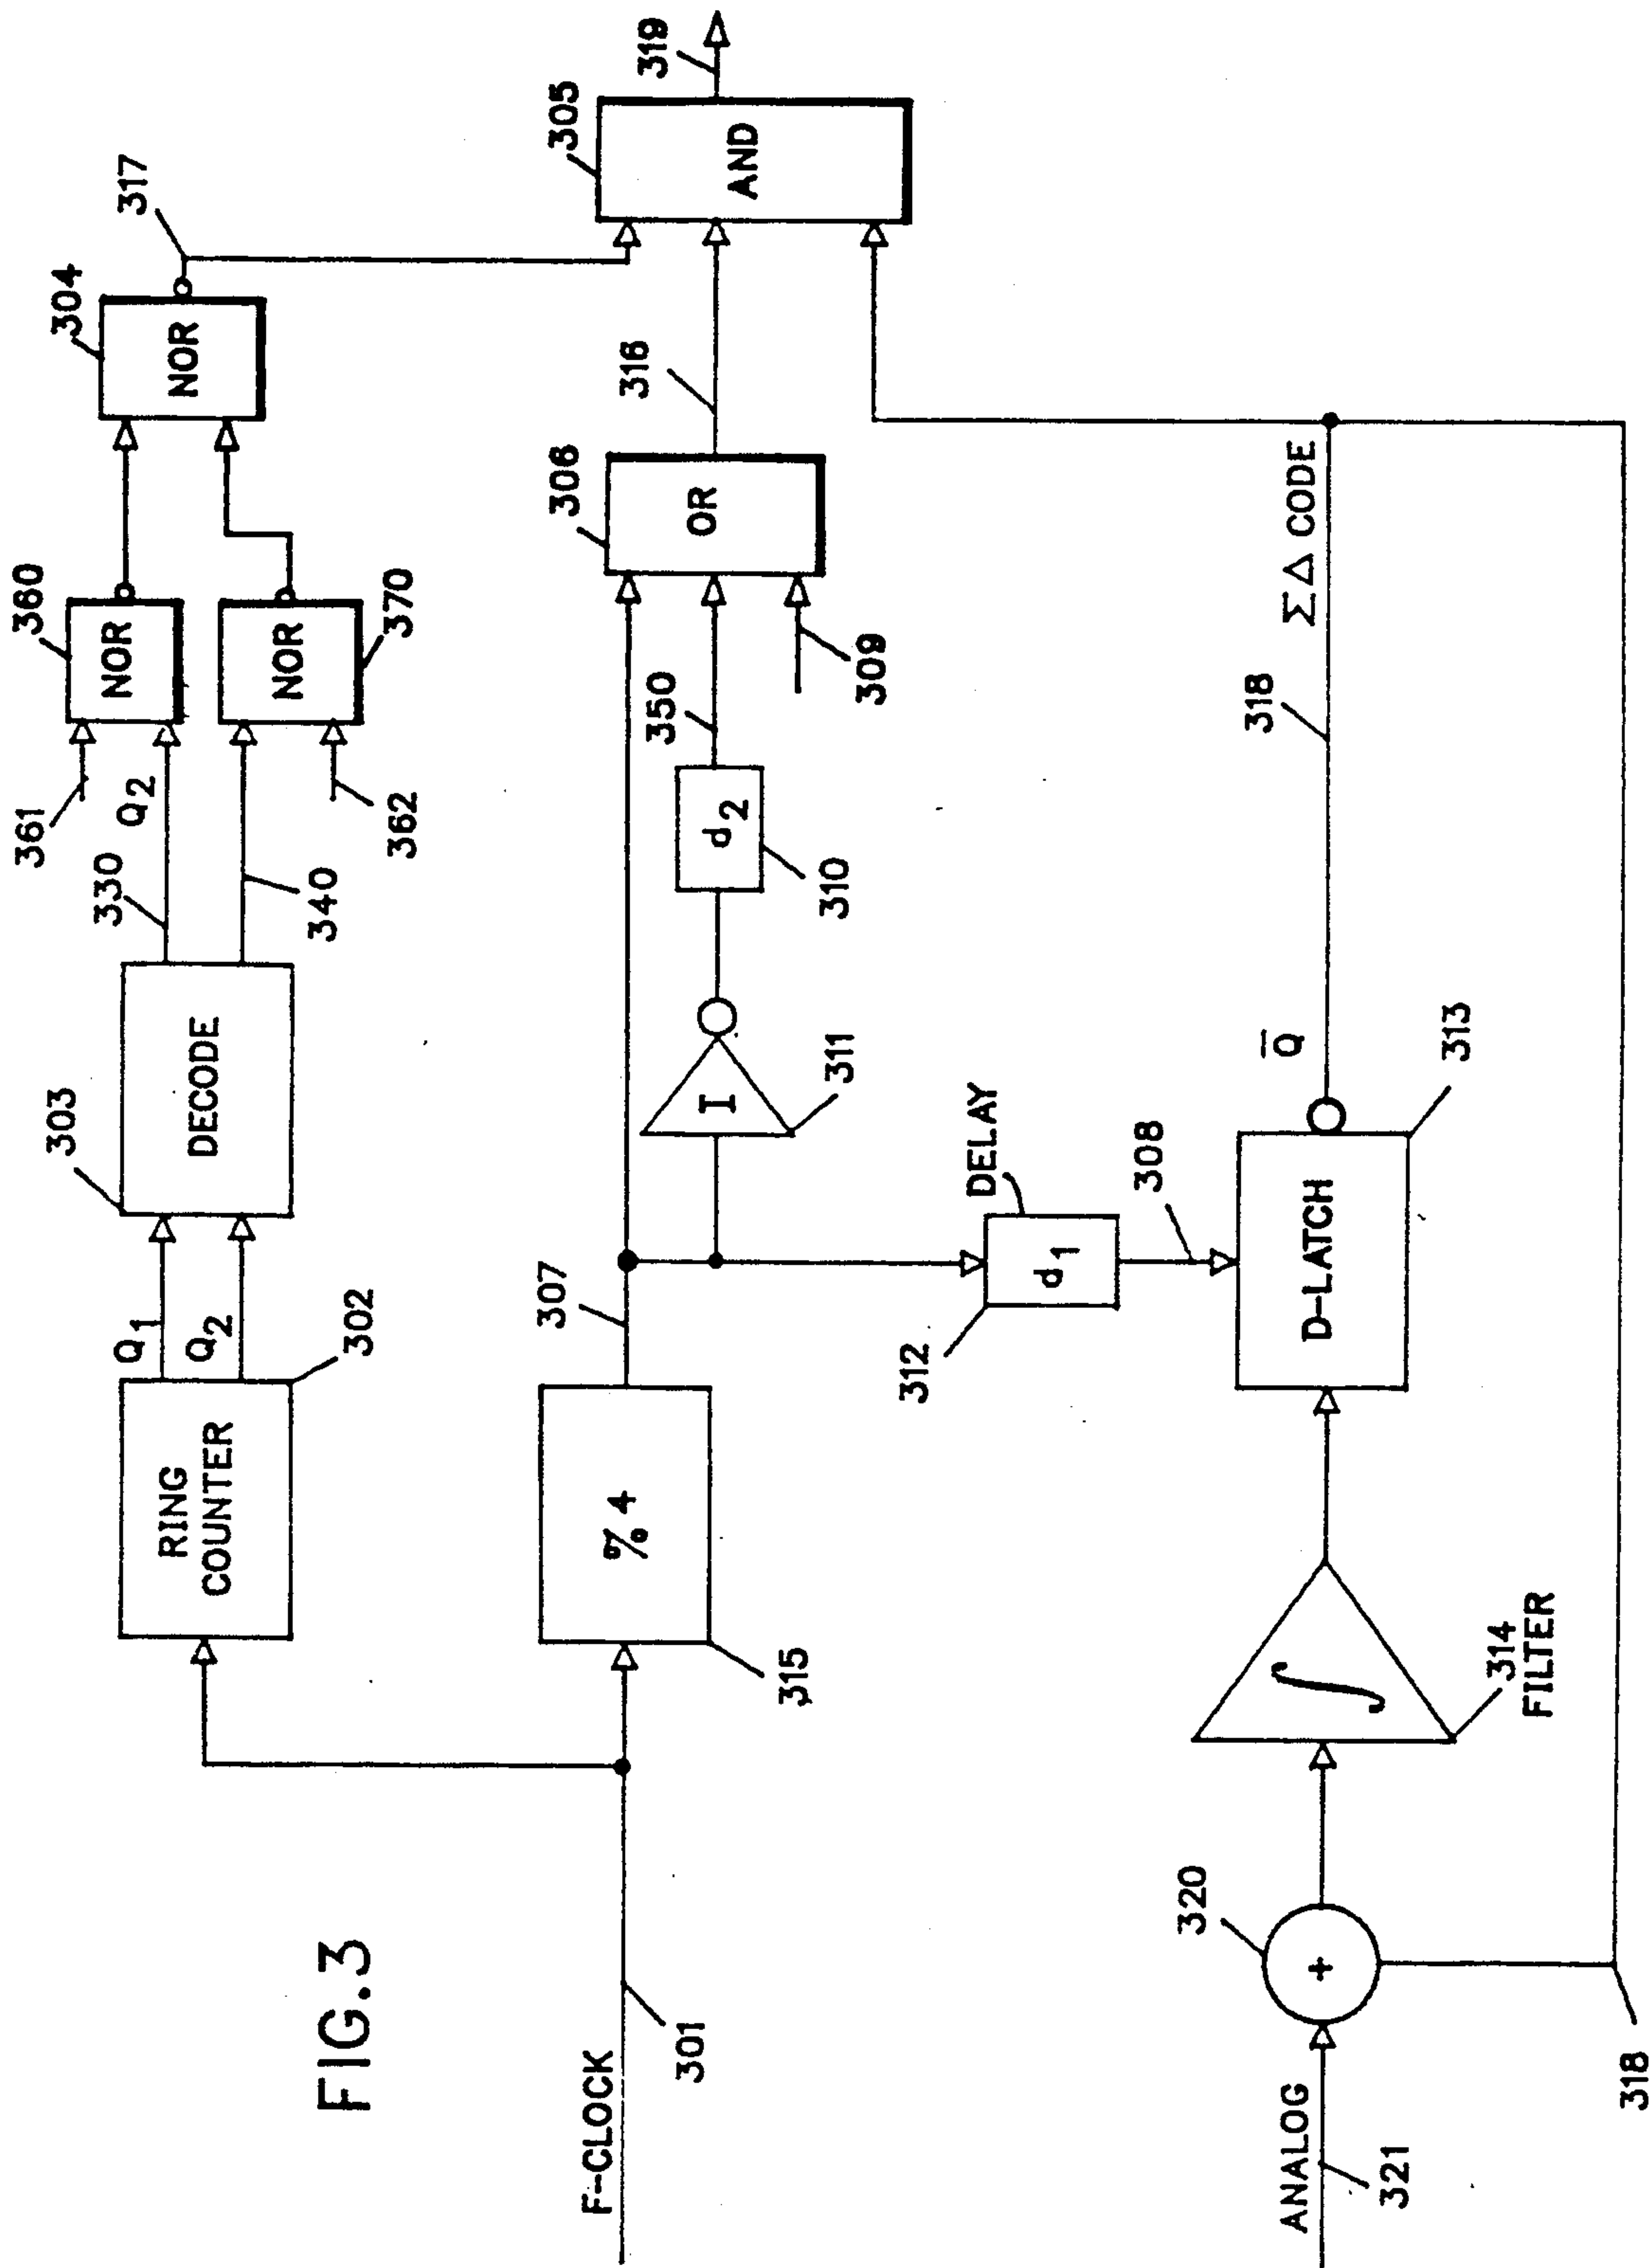 FIG.3
F-CLOCK
301
RING
COUNTER
302
Q1
Q2
303
DECODE
330
Q2
340
361
360
NOR
NOR
370
362
304
NOR
317
% 4
315
307
I
311
d2
310
350
309
306
OR
316
305
AND
319
DELAY
d1
312
308
ANALOG
321
320
+
∫
314
FILTER
D-LATCH
313
Q̅
318
Σ Δ CODE
318